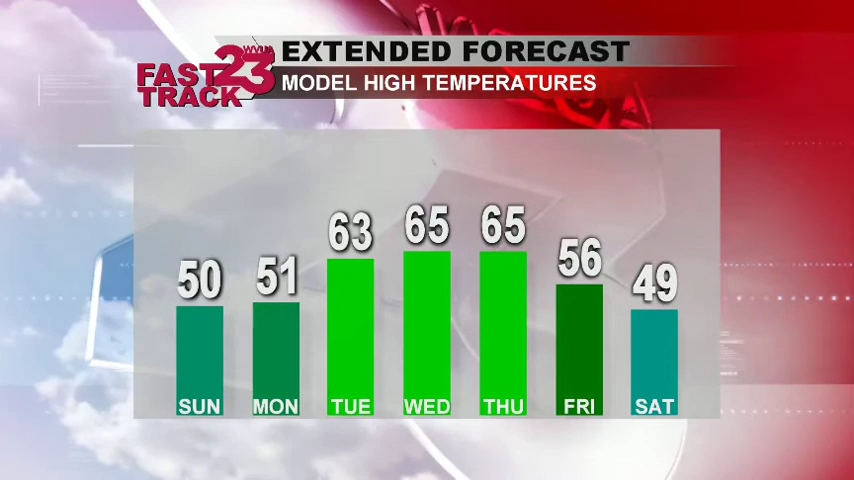 WVUA
23
FAST
TRACK
EXTENDED FORECAST
MODEL HIGH TEMPERATURES
50 51 63 65 65 56 49
SUN MON TUE WED THU FRI SAT